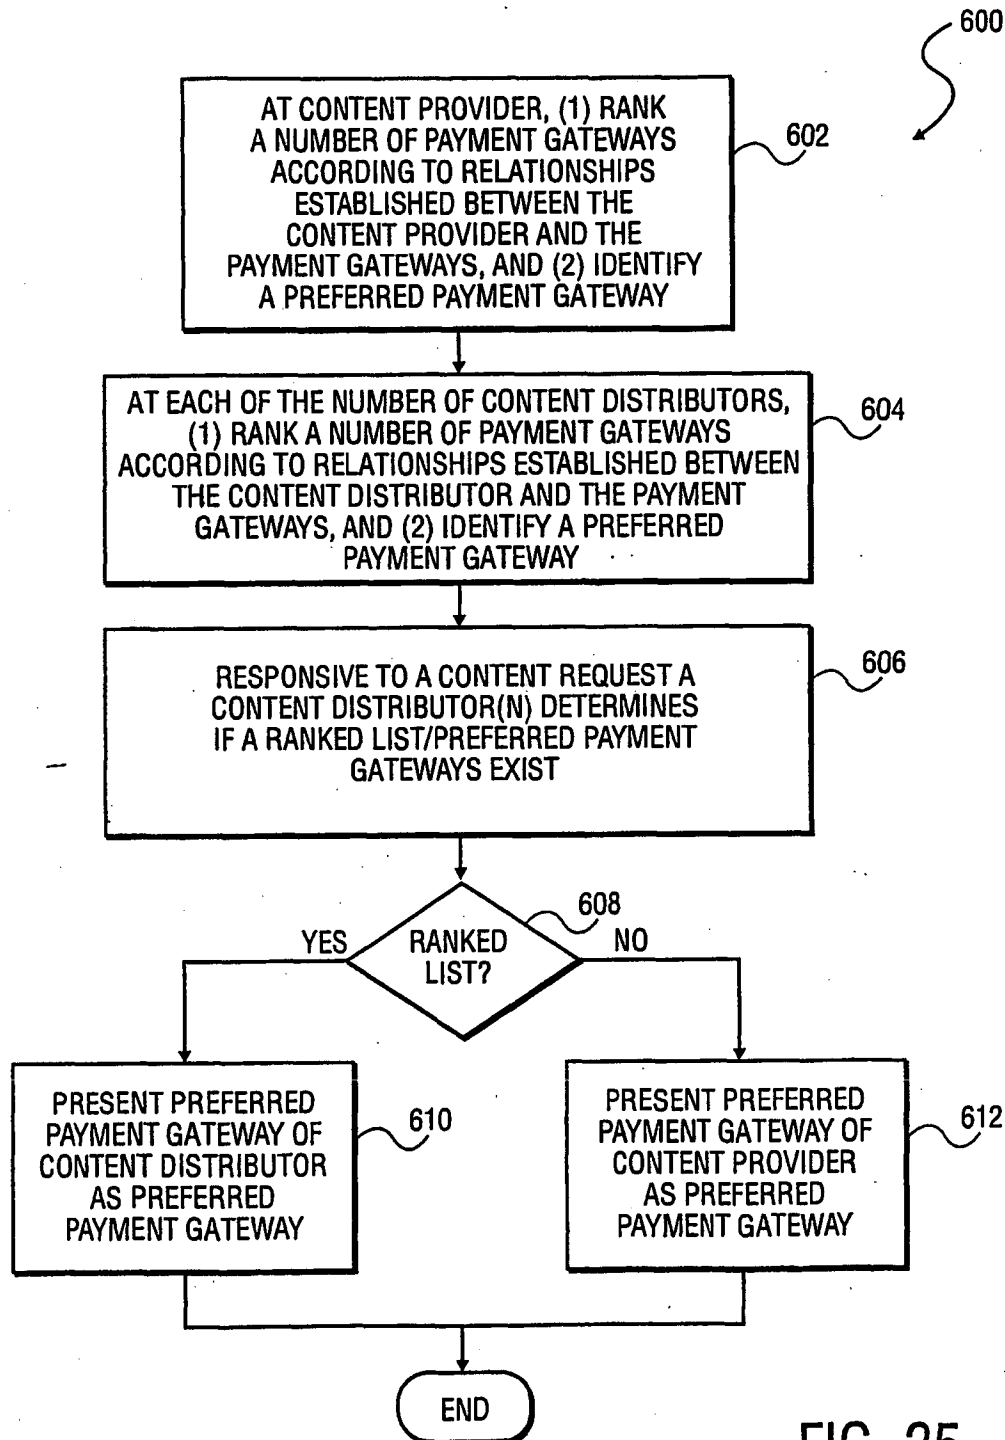 600
AT CONTENT PROVIDER, (1) RANK
A NUMBER OF PAYMENT GATEWAYS
ACCORDING TO RELATIONSHIPS
ESTABLISHED BETWEEN THE
CONTENT PROVIDER AND THE
PAYMENT GATEWAYS, AND (2) IDENTIFY
A PREFERRED PAYMENT GATEWAY
602
AT EACH OF THE NUMBER OF CONTENT DISTRIBUTORS,
(1) RANK A NUMBER OF PAYMENT GATEWAYS
ACCORDING TO RELATIONSHIPS ESTABLISHED BETWEEN
THE CONTENT DISTRIBUTOR AND THE PAYMENT
GATEWAYS, AND (2) IDENTIFY A PREFERRED
PAYMENT GATEWAY
604
RESPONSIVE TO A CONTENT REQUEST A
CONTENT DISTRIBUTOR(N) DETERMINES
IF A RANKED LIST/PREFERRED PAYMENT
GATEWAYS EXIST
606
RANKED
LIST?
608
YES
NO
PRESENT PREFERRED
PAYMENT GATEWAY OF
CONTENT DISTRIBUTOR
AS PREFERRED
PAYMENT GATEWAY
610
PRESENT PREFERRED
PAYMENT GATEWAY OF
CONTENT PROVIDER
AS PREFERRED
PAYMENT GATEWAY
612
END
FIG. 25